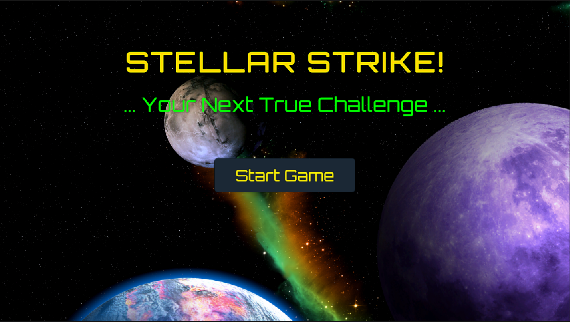 STELLAR STRIKE!
... Your Next True Challenge ...
Start Game